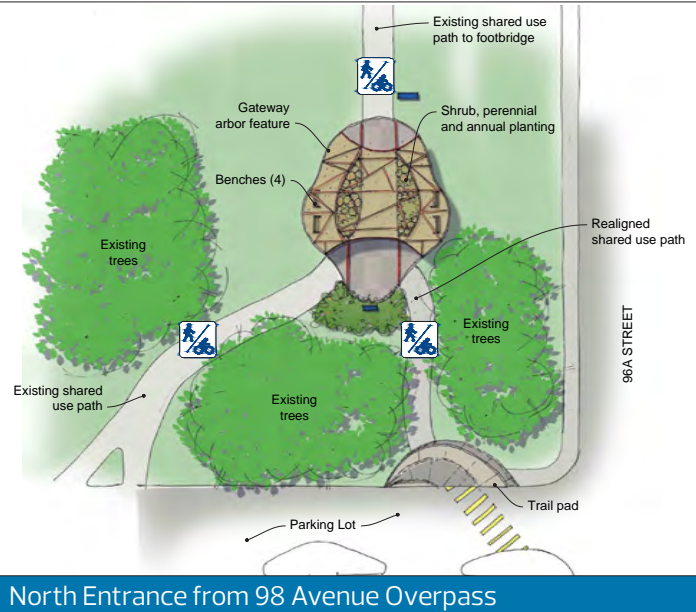 Existing shared use
path to footbridge
Gateway
arbor feature
Shrub, perennial
and annual planting
Benches (4)
Realigned
shared use path
Existing
trees
Existing
trees
96A STREET
Existing shared
use path
Existing
trees
Trail pad
Parking Lot
North Entrance from 98 Avenue Overpass